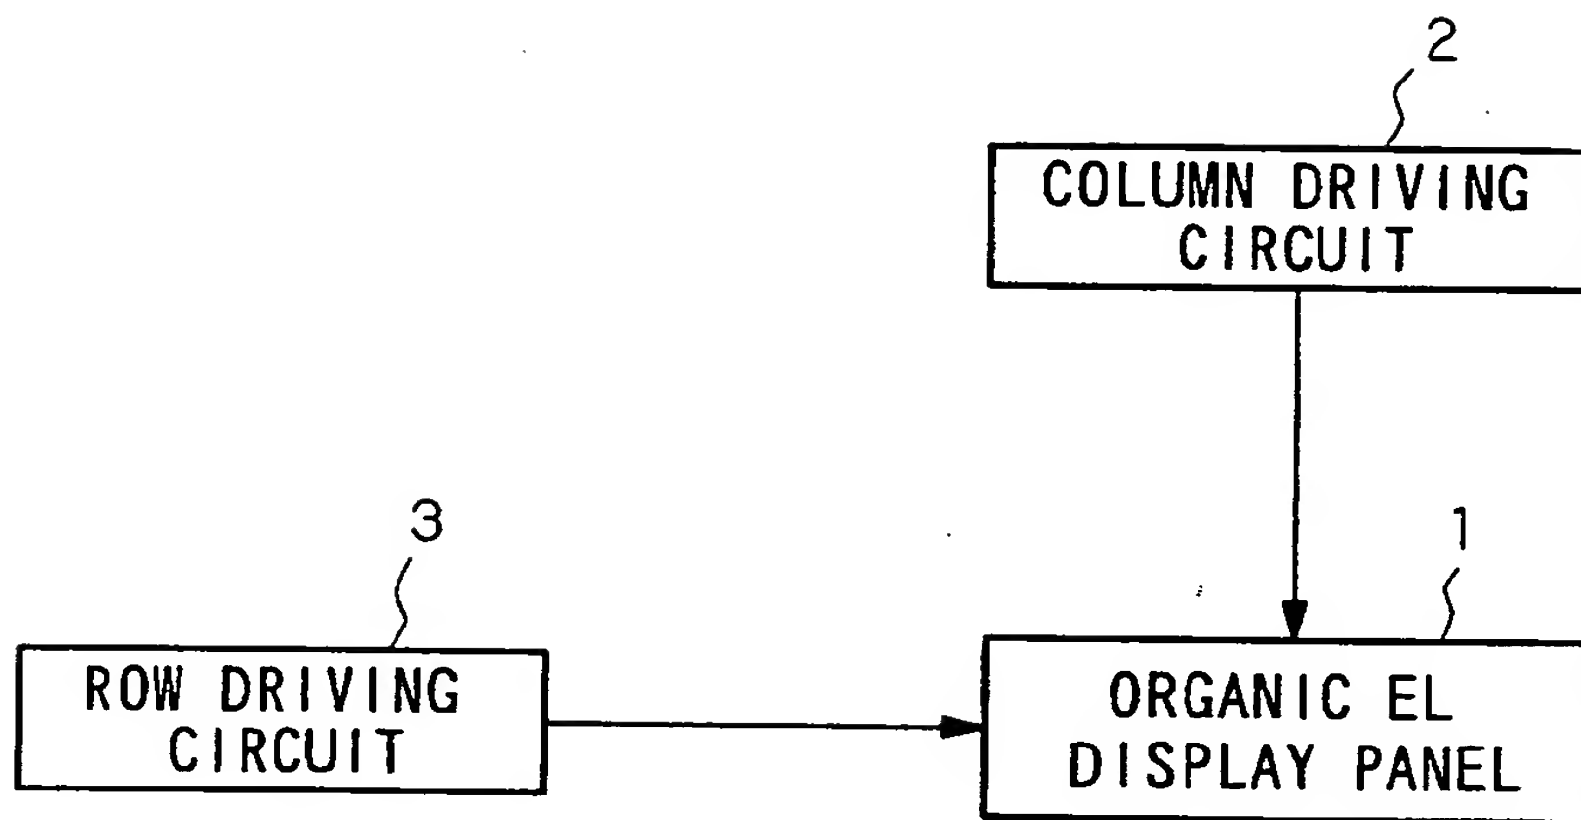 2
COLUMN DRIVING
CIRCUIT
3
1
ROW DRIVING
CIRCUIT
ORGANIC EL
DISPLAY PANEL